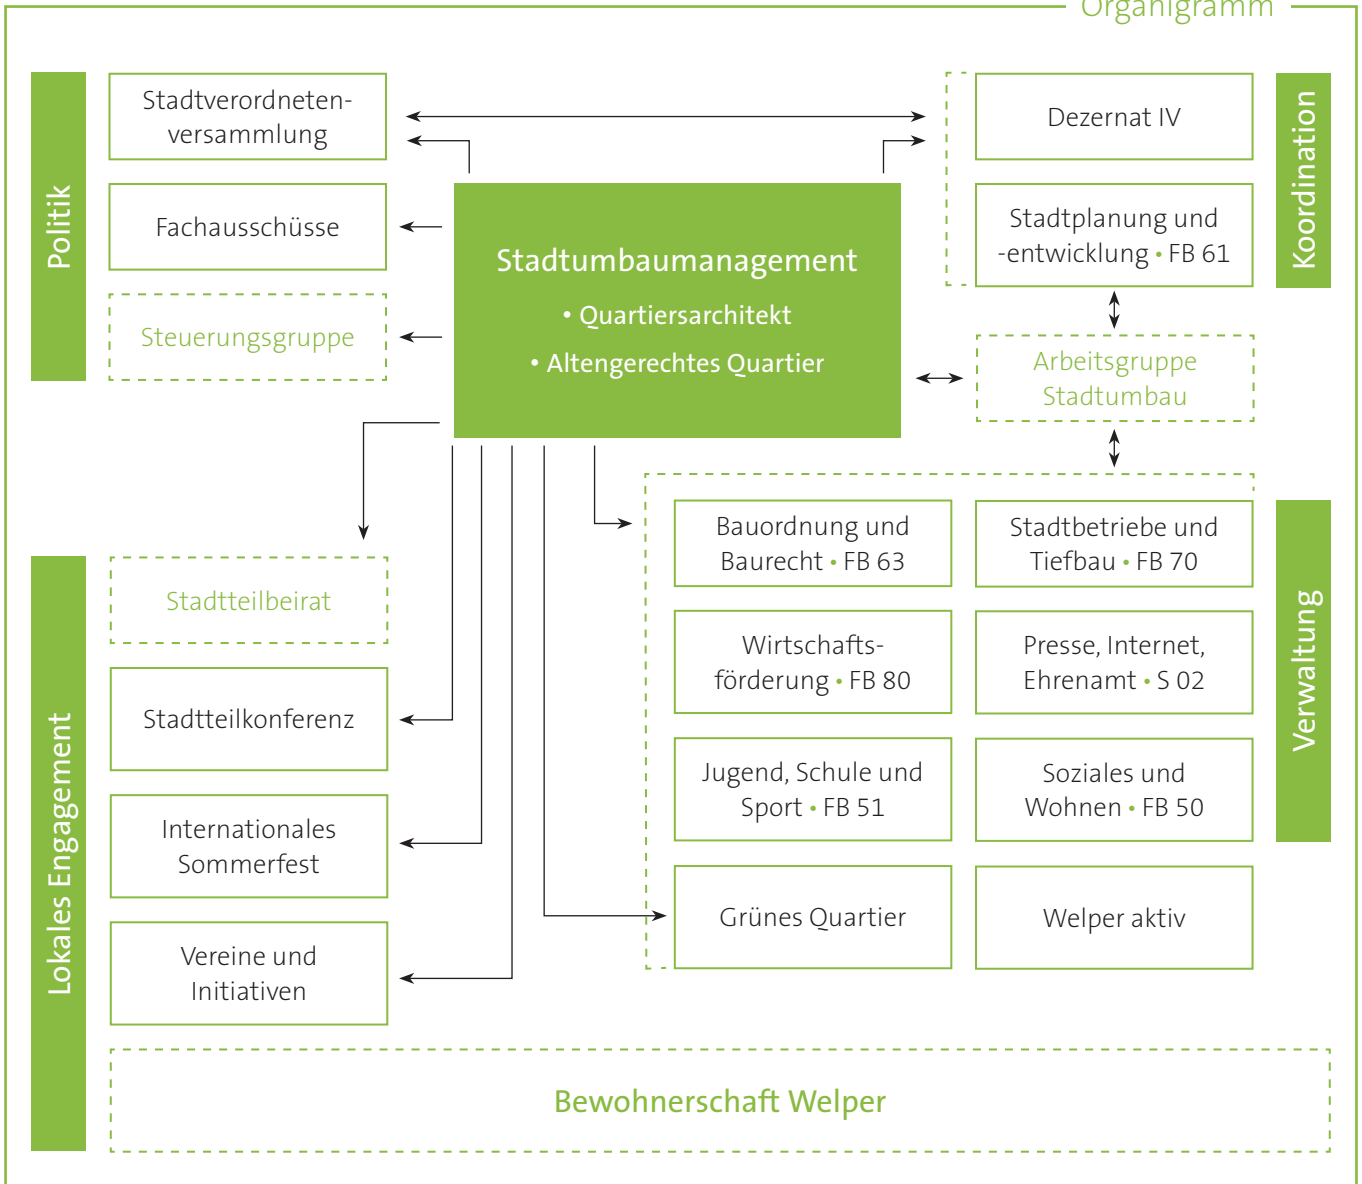 Organigramm
Politik
Stadtverordneten-
versammlung
Fachausschüsse
Steuerungsgruppe
Stadtumbaumanagement
• Quartiersarchitekt
• Altengerechtes Quartier
Koordination
Dezernat IV
Stadtplanung und
-entwicklung • FB 61
Arbeitsgruppe
Stadtumbau
Lokales Engagement
Stadtteilbeirat
Stadtteilkonferenz
Internationales
Sommerfest
Vereine und
Initiativen
Verwaltung
Bauordnung und
Baurecht • FB 63
Stadtbetriebe und
Tiefbau • FB 70
Wirtschafts-
förderung • FB 80
Presse, Internet,
Ehrenamt • S 02
Jugend, Schule und
Sport • FB 51
Soziales und
Wohnen • FB 50
Grünes Quartier
Welper aktiv
Bewohnerschaft Welper